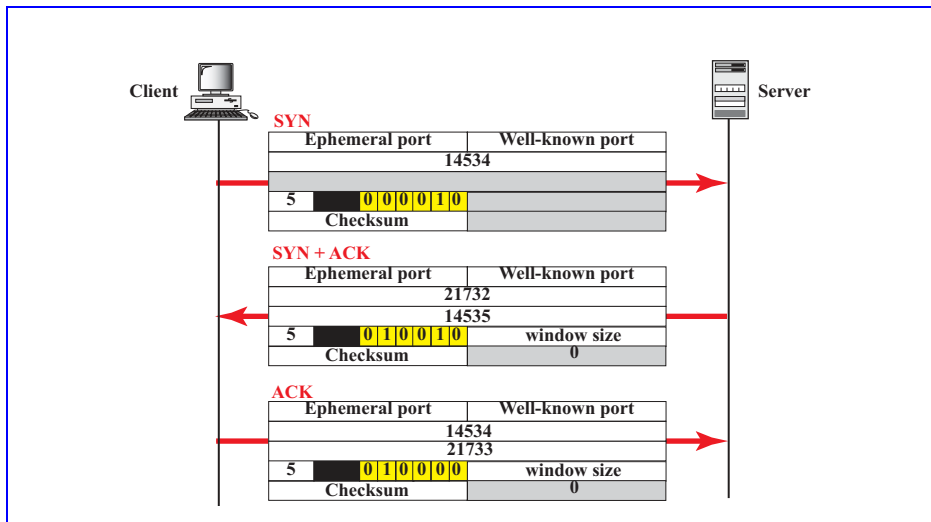 Client
Server
SYN
Ephemeral port Well-known port
14534
5 0 0 0 0 1 0
Checksum
SYN + ACK
Ephemeral port Well-known port
21732
14535
5 0 1 0 0 1 0 window size
Checksum 0
ACK
Ephemeral port Well-known port
14534
21733
5 0 1 0 0 0 0 window size
Checksum 0